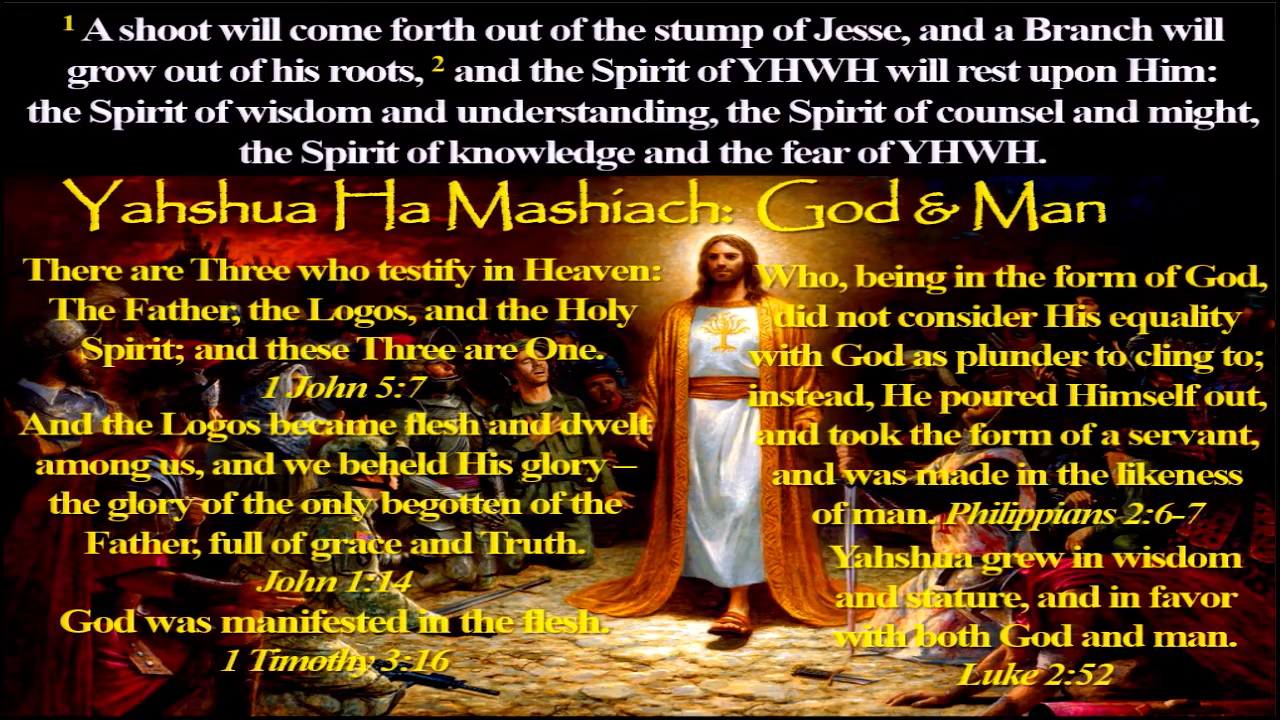 1 A shoot will come forth out of the stump of Jesse, and a Branch will
grow out of his roots, 2 and the Spirit of YHWH will rest upon Him:
the Spirit of wisdom and understanding, the Spirit of counsel and might,
the Spirit of knowledge and the fear of YHWH.
Yahshua Ha Mashiach: God & Man
There are Three who testify in Heaven:
The Father, the Logos, and the Holy
Spirit; and these Three are One.
1 John 5:7
And the Logos became flesh and dwelt
among us, and we beheld His glory –
the glory of the only begotten of the
Father, full of grace and Truth.
John 1:14
God was manifested in the flesh.
1 Timothy 3:16
Who, being in the form of God,
did not consider His equality
with God as plunder to cling to;
instead, He poured Himself out,
and took the form of a servant,
and was made in the likeness
of man. Philippians 2:6-7
Yahshua grew in wisdom
and stature, and in favor
with both God and man.
Luke 2:52